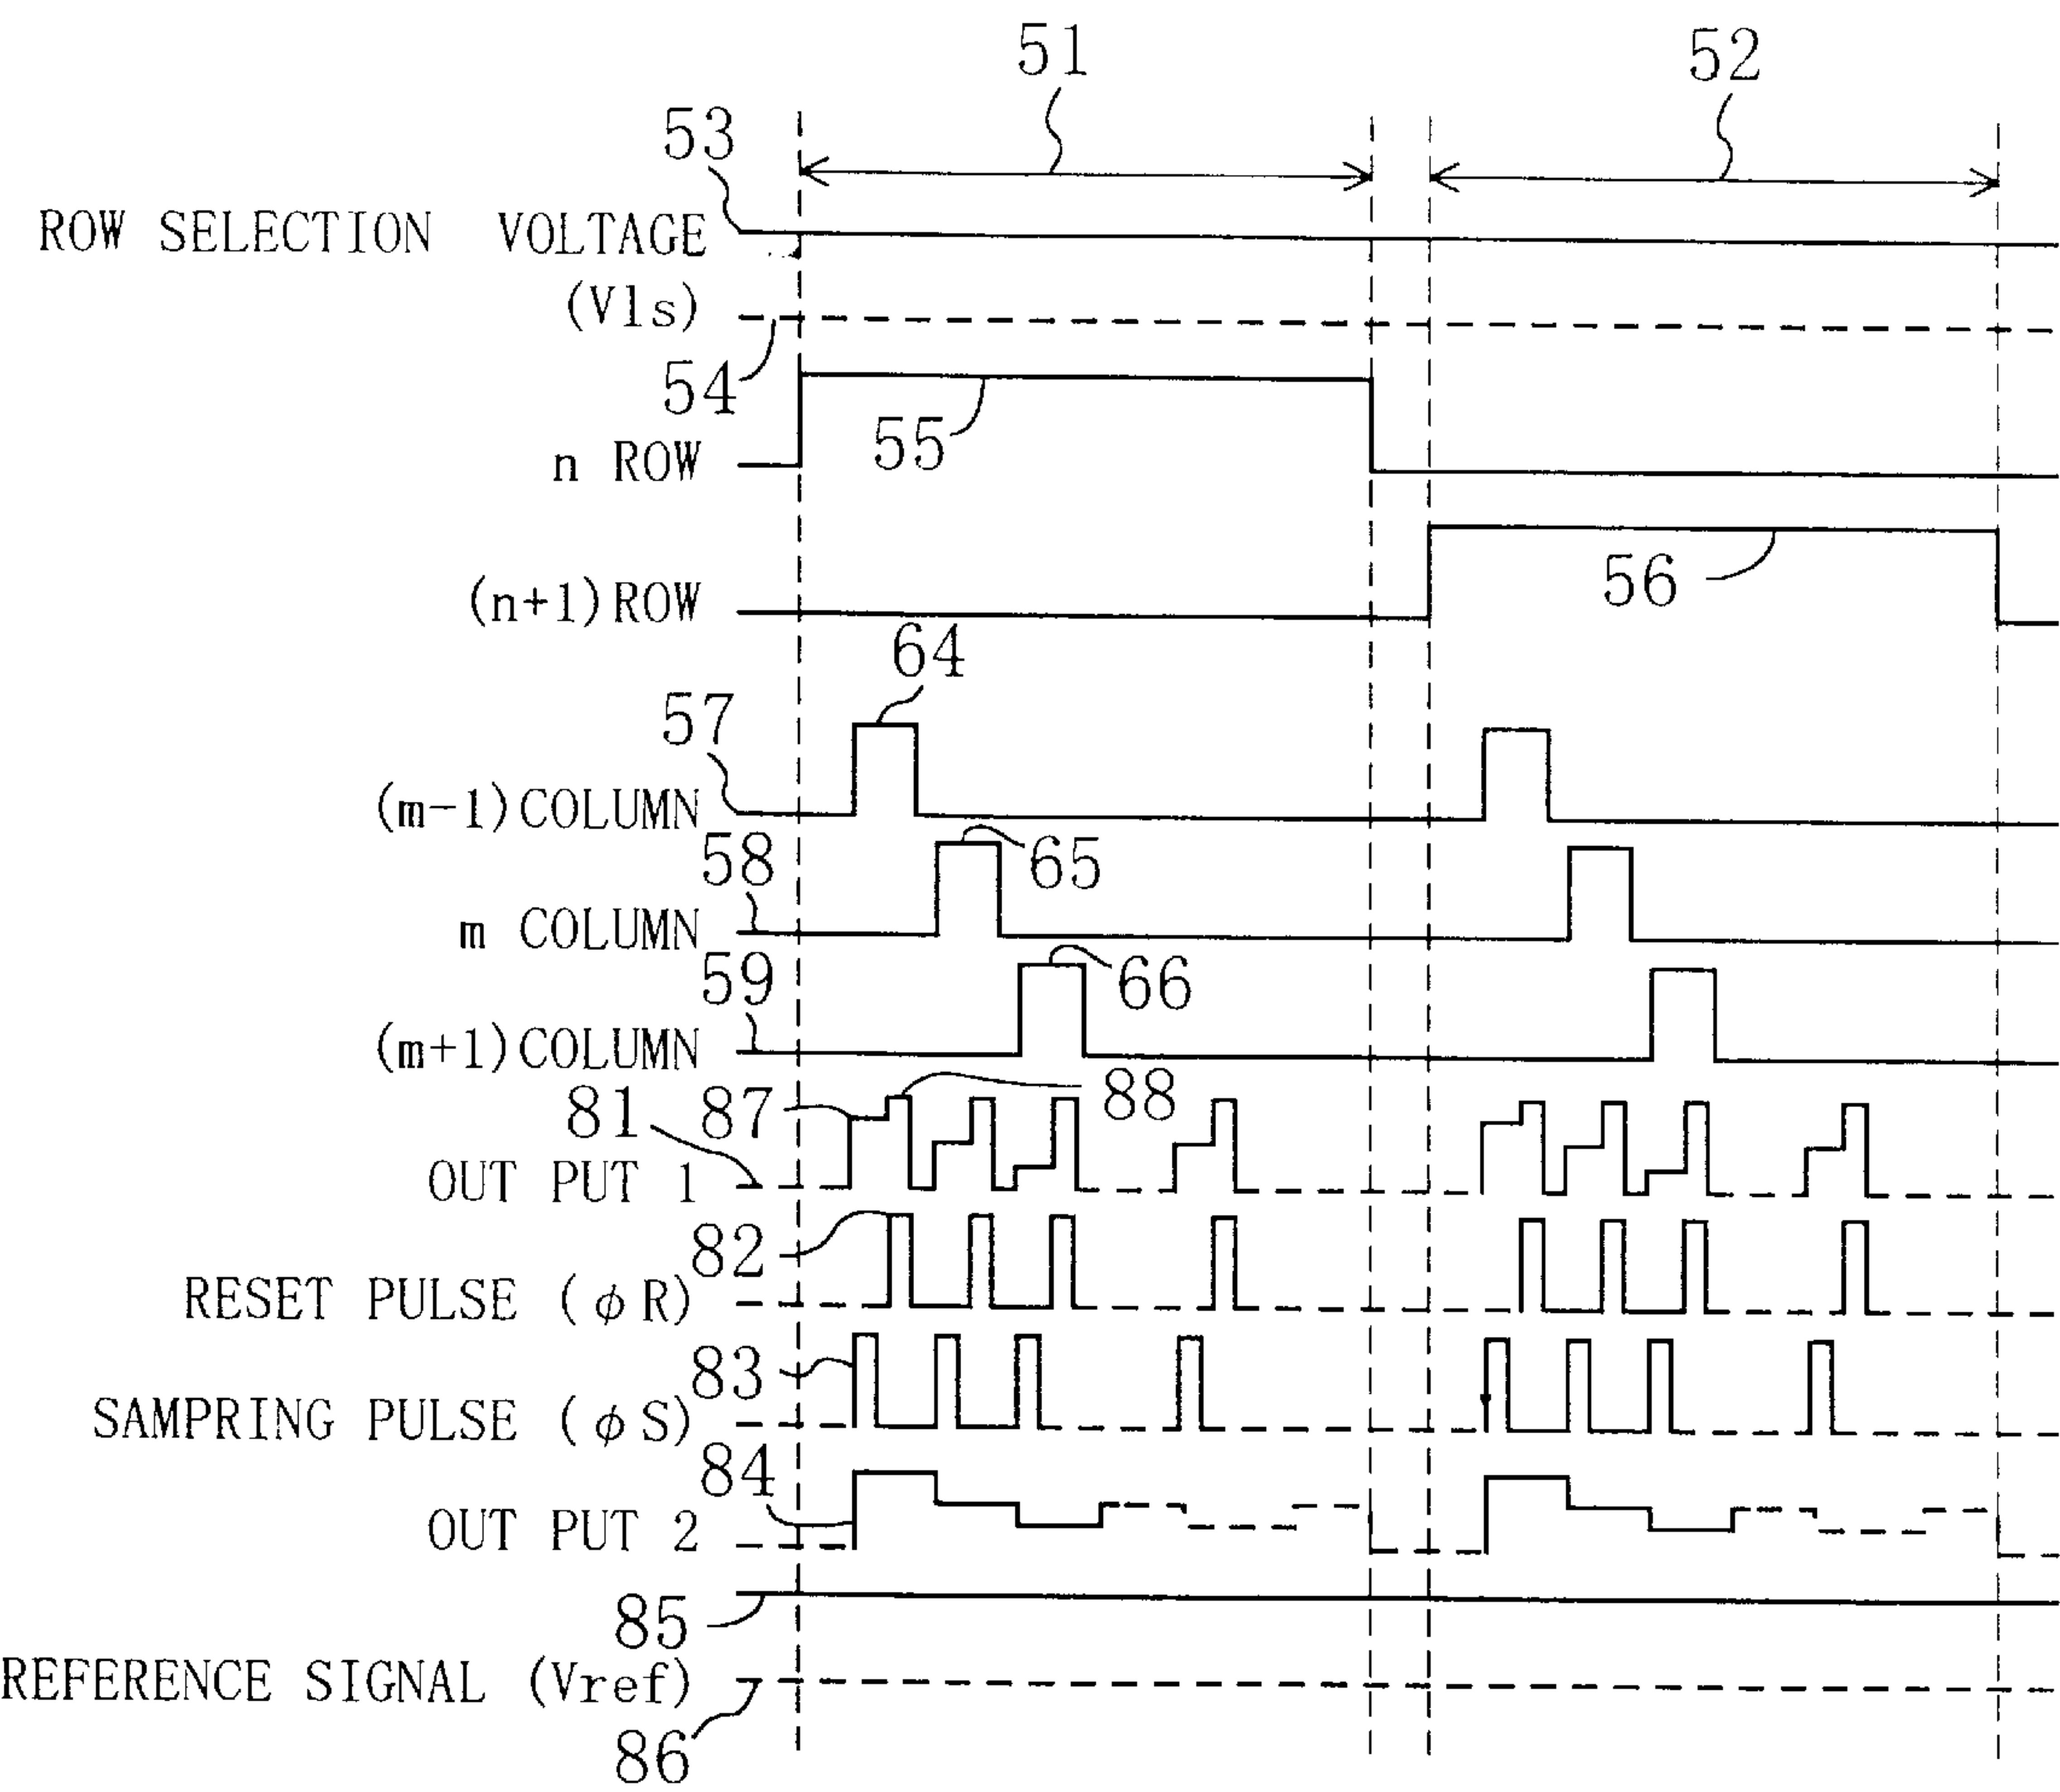 51
52
53
ROW SELECTION VOLTAGE
(Vls)
54
55
n ROW
56
(n+1)ROW
64
57
(m-1)COLUMN
65
58
m COLUMN
66
59
(m+1)COLUMN
88
87
81
OUT PUT 1
82
RESET PULSE (φR)
83
SAMPRING PULSE (φS)
84
OUT PUT 2
85
REFERENCE SIGNAL (Vref)
86